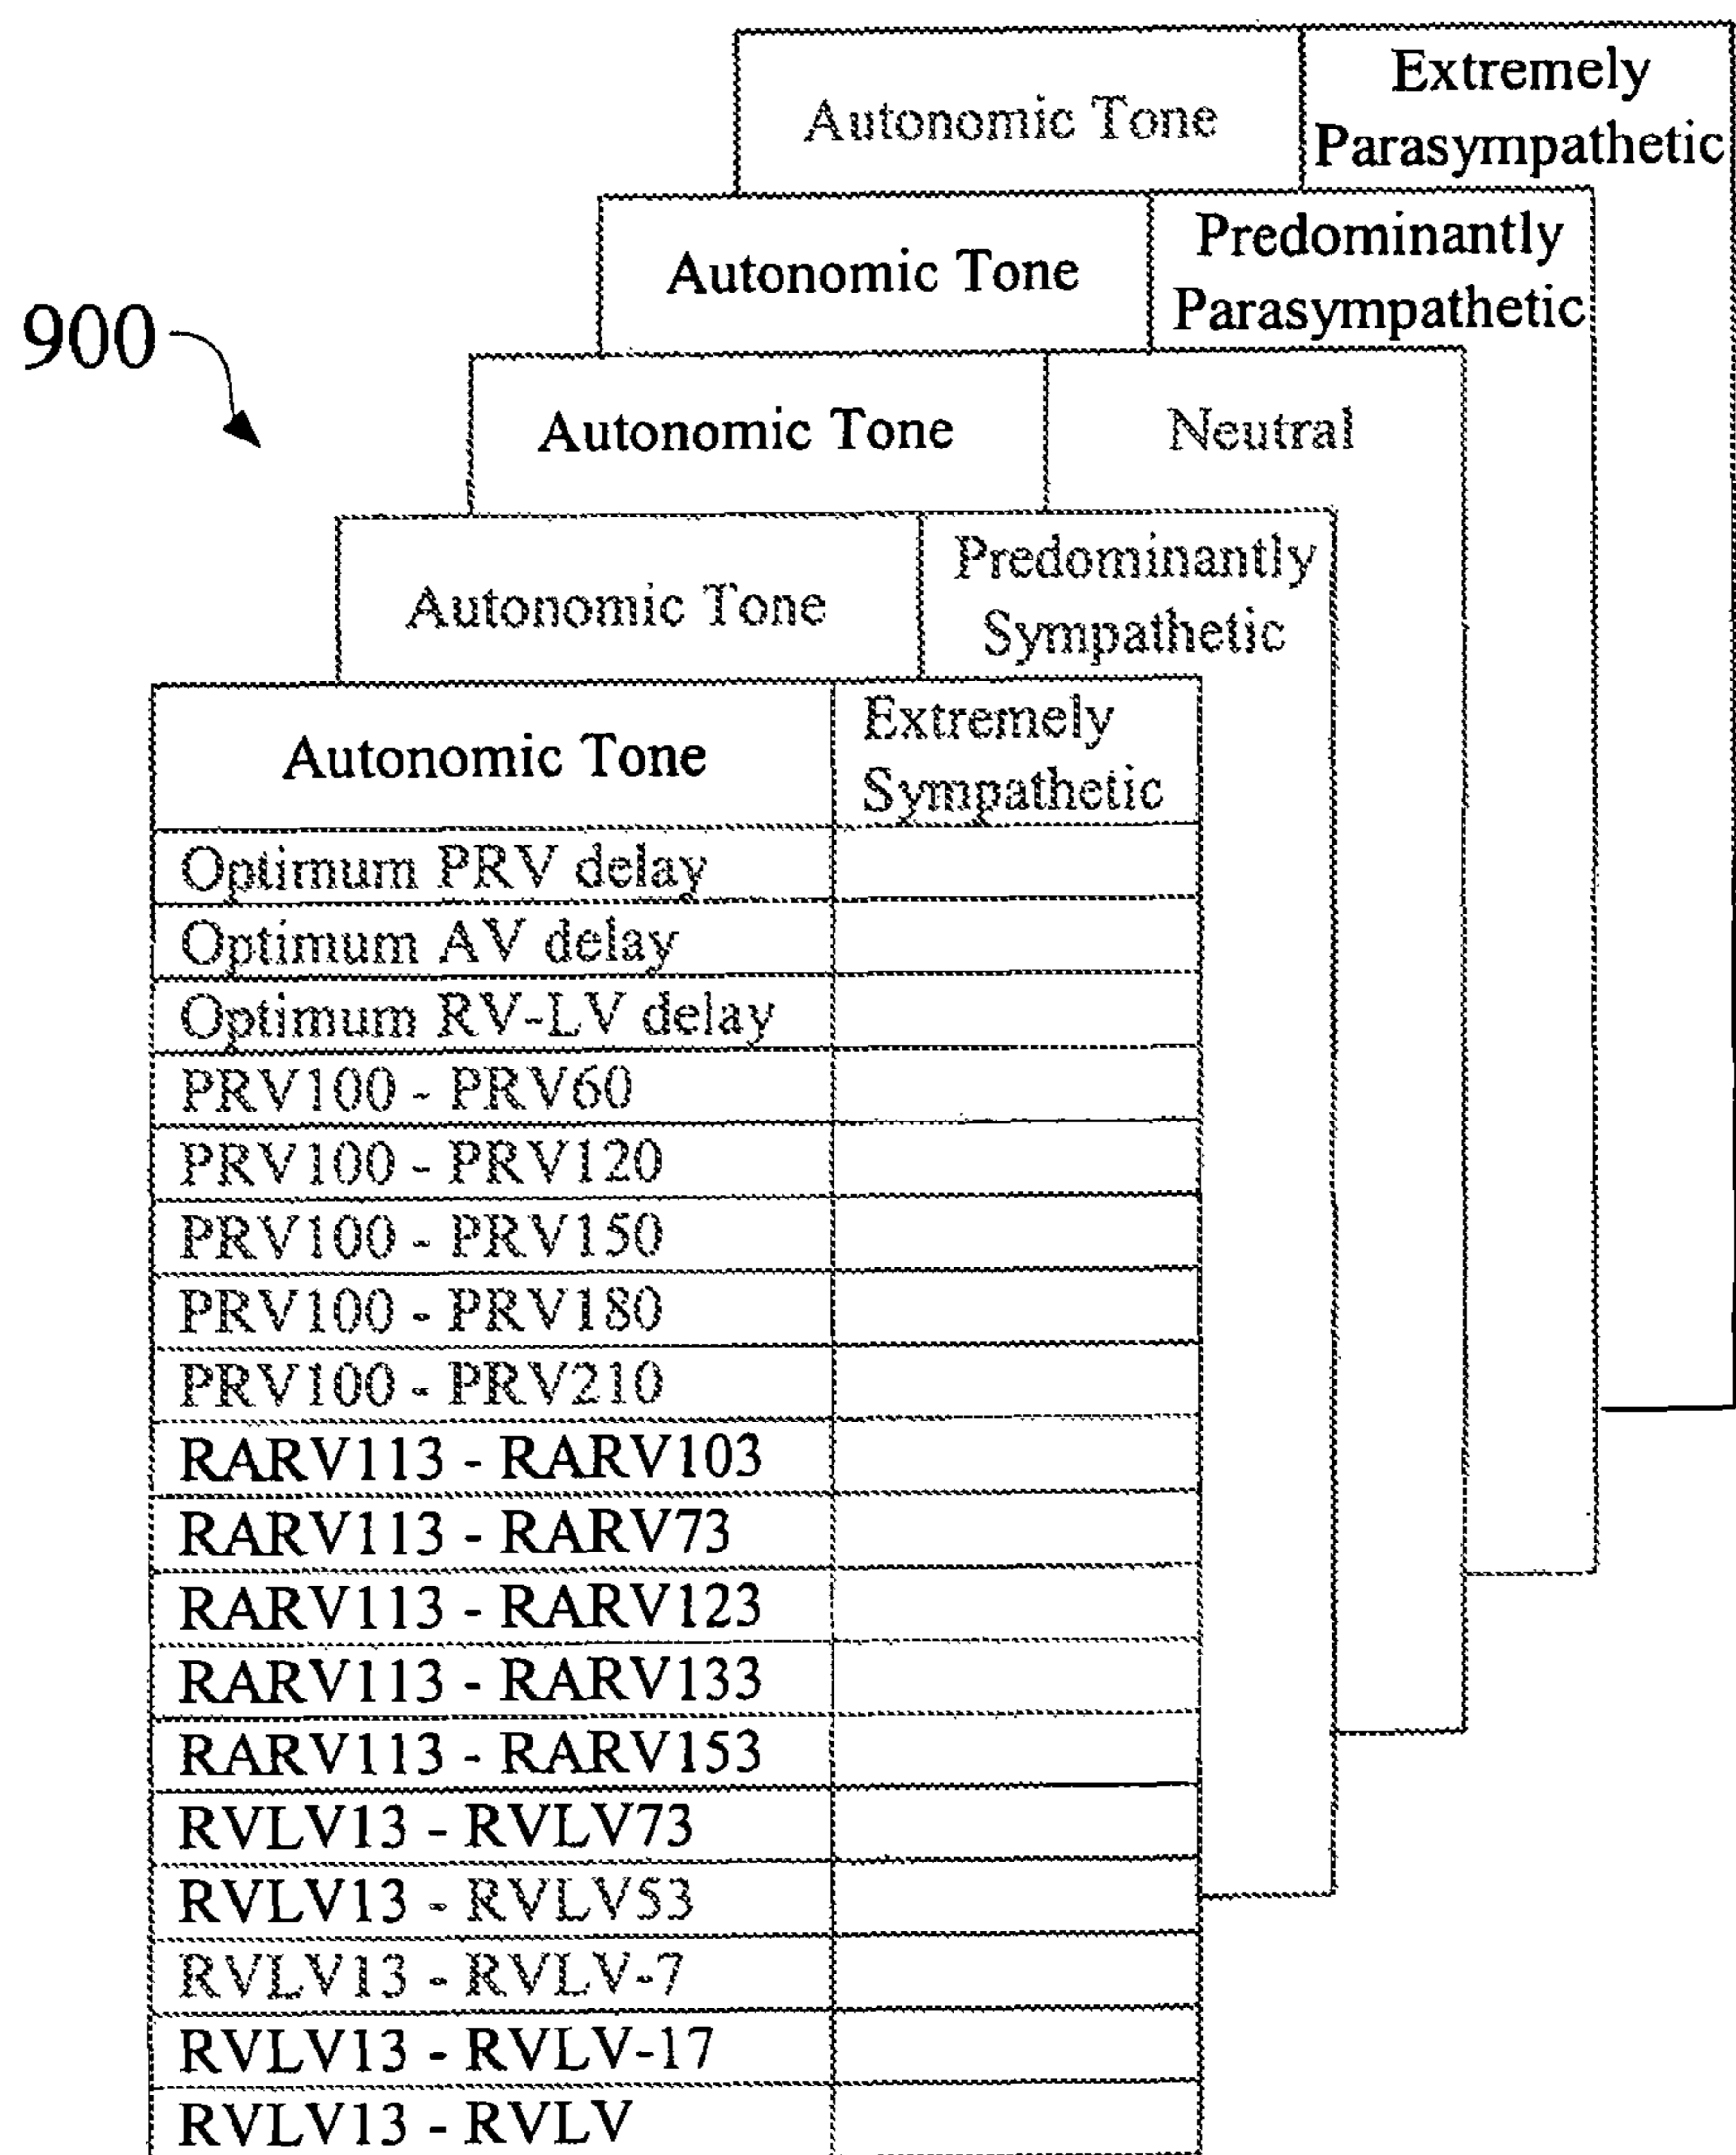 Autonomic Tone
Extremely
Parasympathetic
Autonomic Tone
Predominantly
Parasympathetic
900
Autonomic Tone
Neutral
Autonomic Tone
Predominantly
Sympathetic
Autonomic Tone
Extremely
Sympathetic
Optimum PRV delay
Optimum AV delay
Optimum RV-LV delay
PRV100 - PRV60
PRV100 - PRV120
PRV100 - PRV150
PRV100 - PRV180
PRV100 - PRV210
RARV113 - RARV103
RARV113 - RARV73
RARV113 - RARV123
RARV113 - RARV133
RARV113 - RARV153
RVLV13 - RVLV73
RVLV13 - RVLV53
RVLV13 - RVLV-7
RVLV13 - RVLV-17
RVLV13 - RVLV